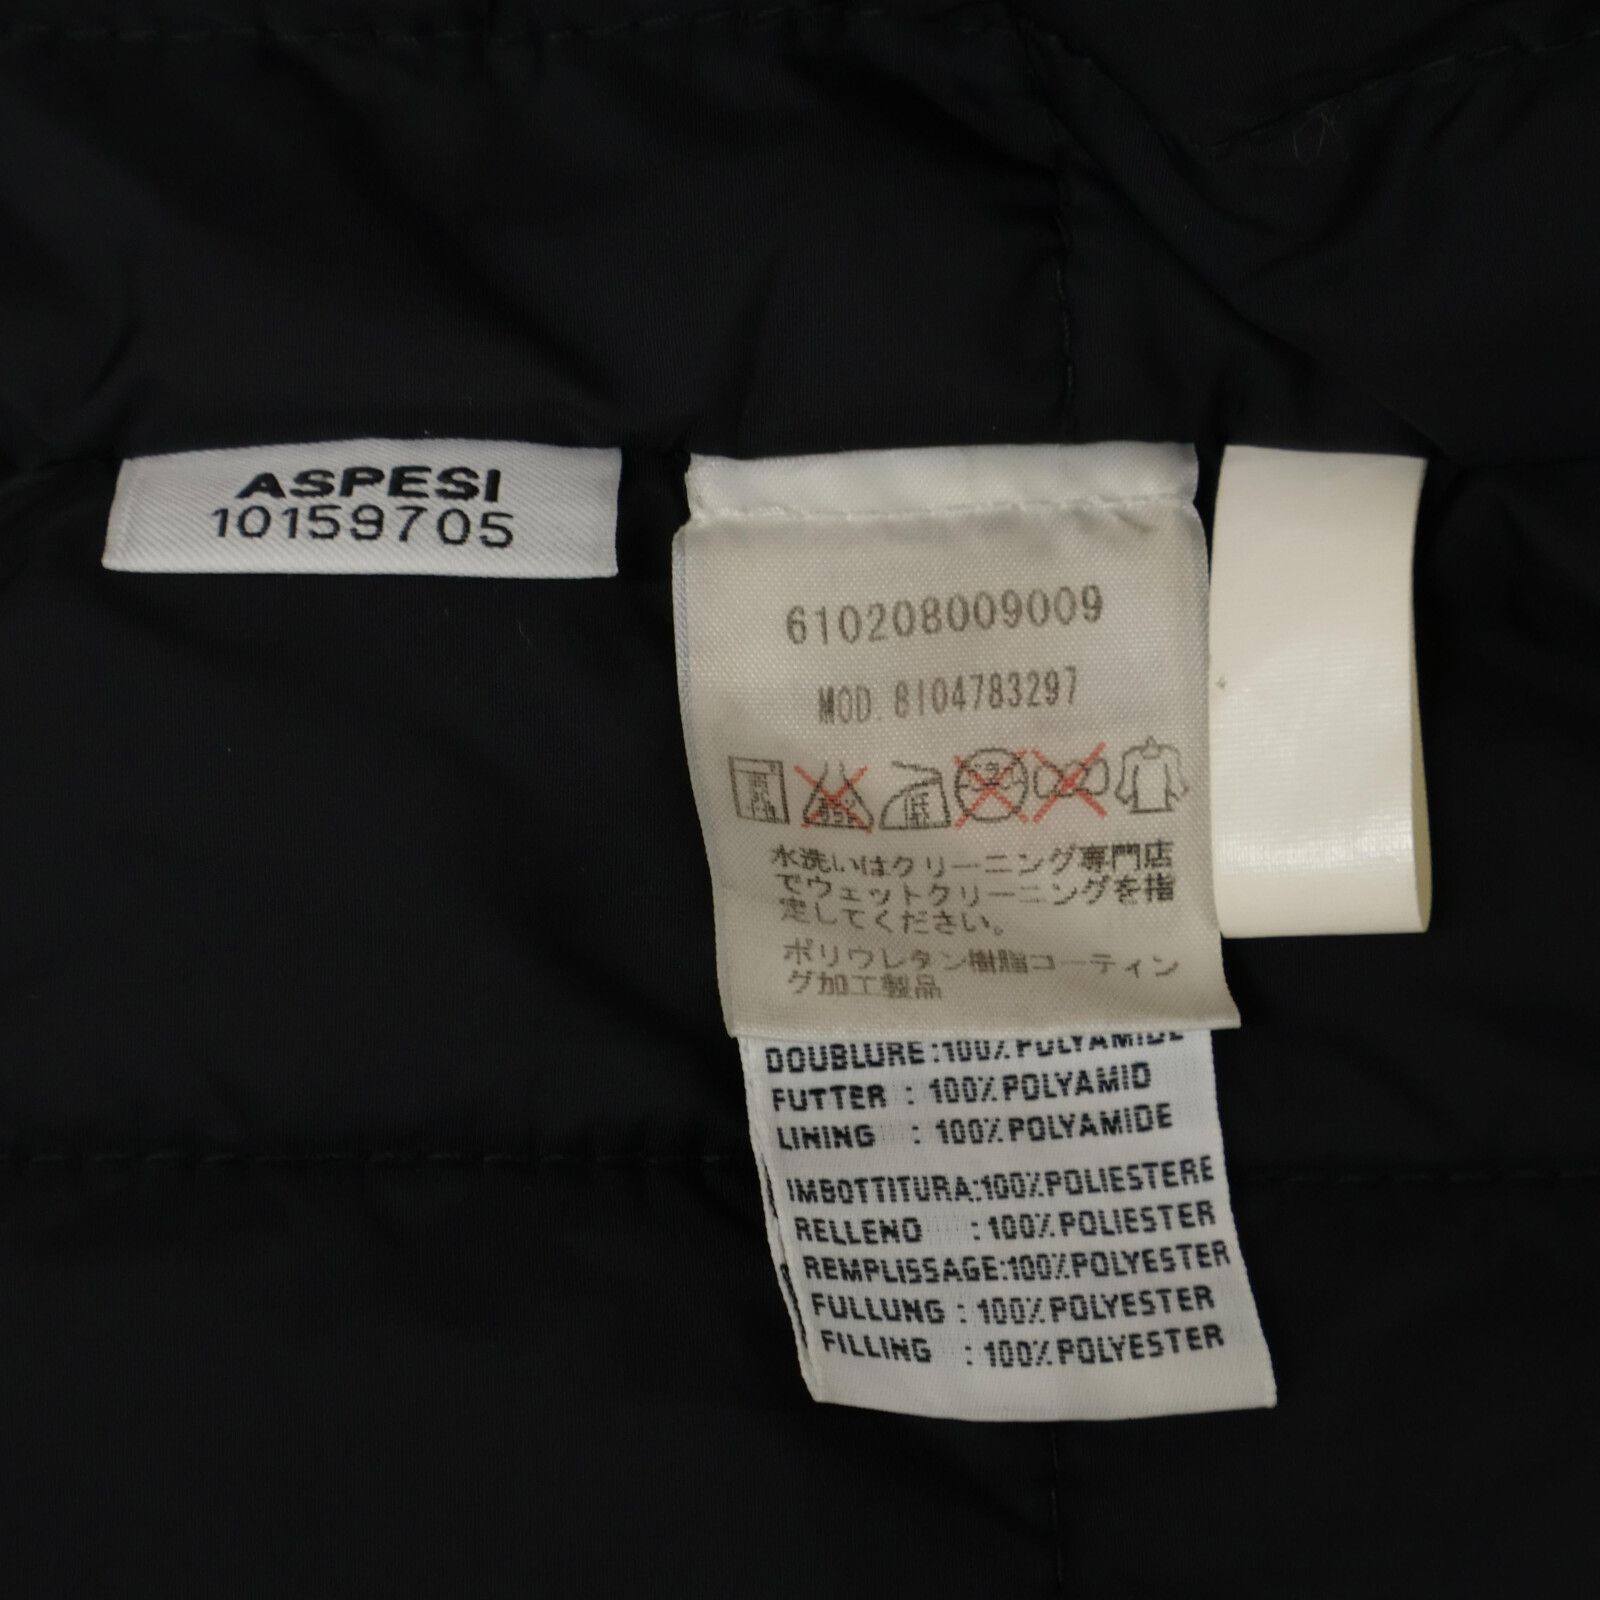 ASPESI
10159705
610208009009
MOD. 8I04783297
水洗いはクリーニング専門店
でウェットクリーニングを指
定してください。
ポリウレタン樹脂コーティン
グ加工製品
DOUBLURE:100%POLYAMIDE
FUTTER : 100%POLYAMID
LINING : 100%POLYAMIDE
IMBOTTITURA:100%POLIESTERE
RELLENO : 100%POLIESTER
REMPLISSAGE:100%POLYESTER
FULLUNG : 100%POLYESTER
FILLING : 100%POLYESTER